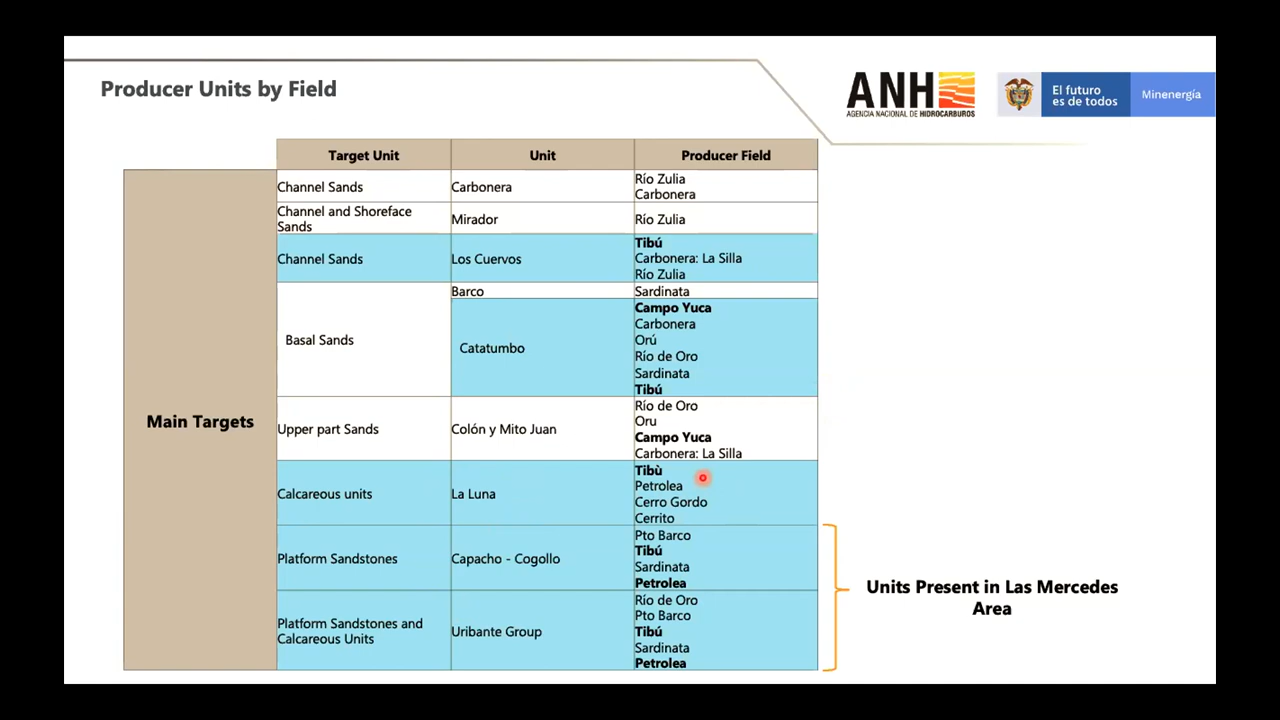 Producer Units by Field
ANH
AGENCIA NACIONAL DE HIDROCARBUROS
El futuro
es de todos
Minenergía
Target Unit
Unit
Producer Field
Main Targets
Channel Sands
Carbonera
Río Zulia
Carbonera
Channel and Shoreface
Sands
Mirador
Río Zulia
Channel Sands
Los Cuervos
Tibú
Carbonera: La Silla
Río Zulia
Basal Sands
Barco
Sardinata
Catatumbo
Campo Yuca
Carbonera
Orú
Río de Oro
Sardinata
Tibú
Upper part Sands
Colón y Mito Juan
Río de Oro
Oru
Campo Yuca
Carbonera: La Silla
Calcareous units
La Luna
Tibù
Petrolea
Cerro Gordo
Cerrito
Platform Sandstones
Capacho - Cogollo
Pto Barco
Tibú
Sardinata
Petrolea
Platform Sandstones and
Calcareous Units
Uribante Group
Río de Oro
Pto Barco
Tibú
Sardinata
Petrolea
Units Present in Las Mercedes
Area